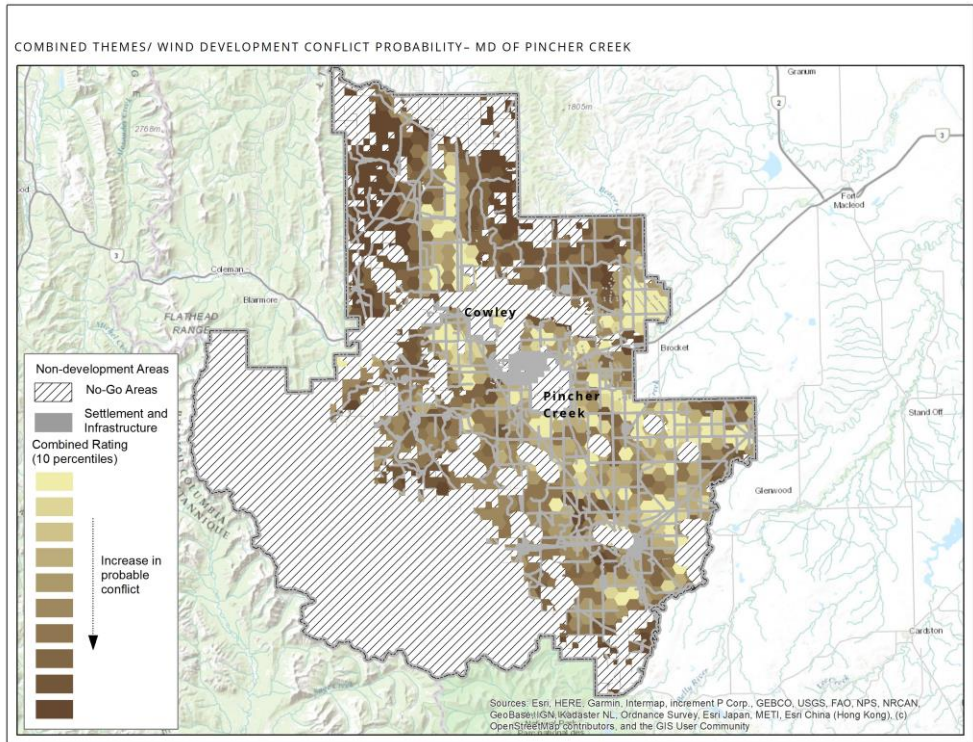 COMBINED THEMES/ WIND DEVELOPMENT CONFLICT PROBABILITY– MD OF PINCHER CREEK
Granum
1805m
2768m
2
3
Fort
Macleod
3
Coleman
Blairmore
FLATHEAD
RANGE
Cowley
Brocket
Pincher
Creek
Stand Off
Glenwood
Cardston
Non-development Areas
No-Go Areas
Settlement and
Infrastructure
Combined Rating
(10 percentiles)
Increase in
probable
conflict
Sources: Esri, HERE, Garmin, Intermap, increment P Corp., GEBCO, USGS, FAO, NPS, NRCAN,
GeoBase, IGN, Kadaster NL, Ordnance Survey, Esri Japan, METI, Esri China (Hong Kong), (c)
OpenStreetMap contributors, and the GIS User Community